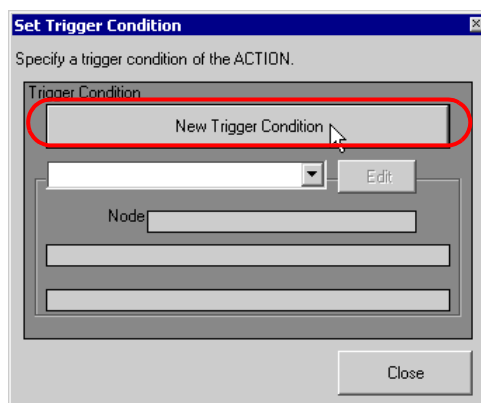 Set Trigger Condition
Specify a trigger condition of the ACTION.
Trigger Condition
New Trigger Condition
Edit
Node
Close